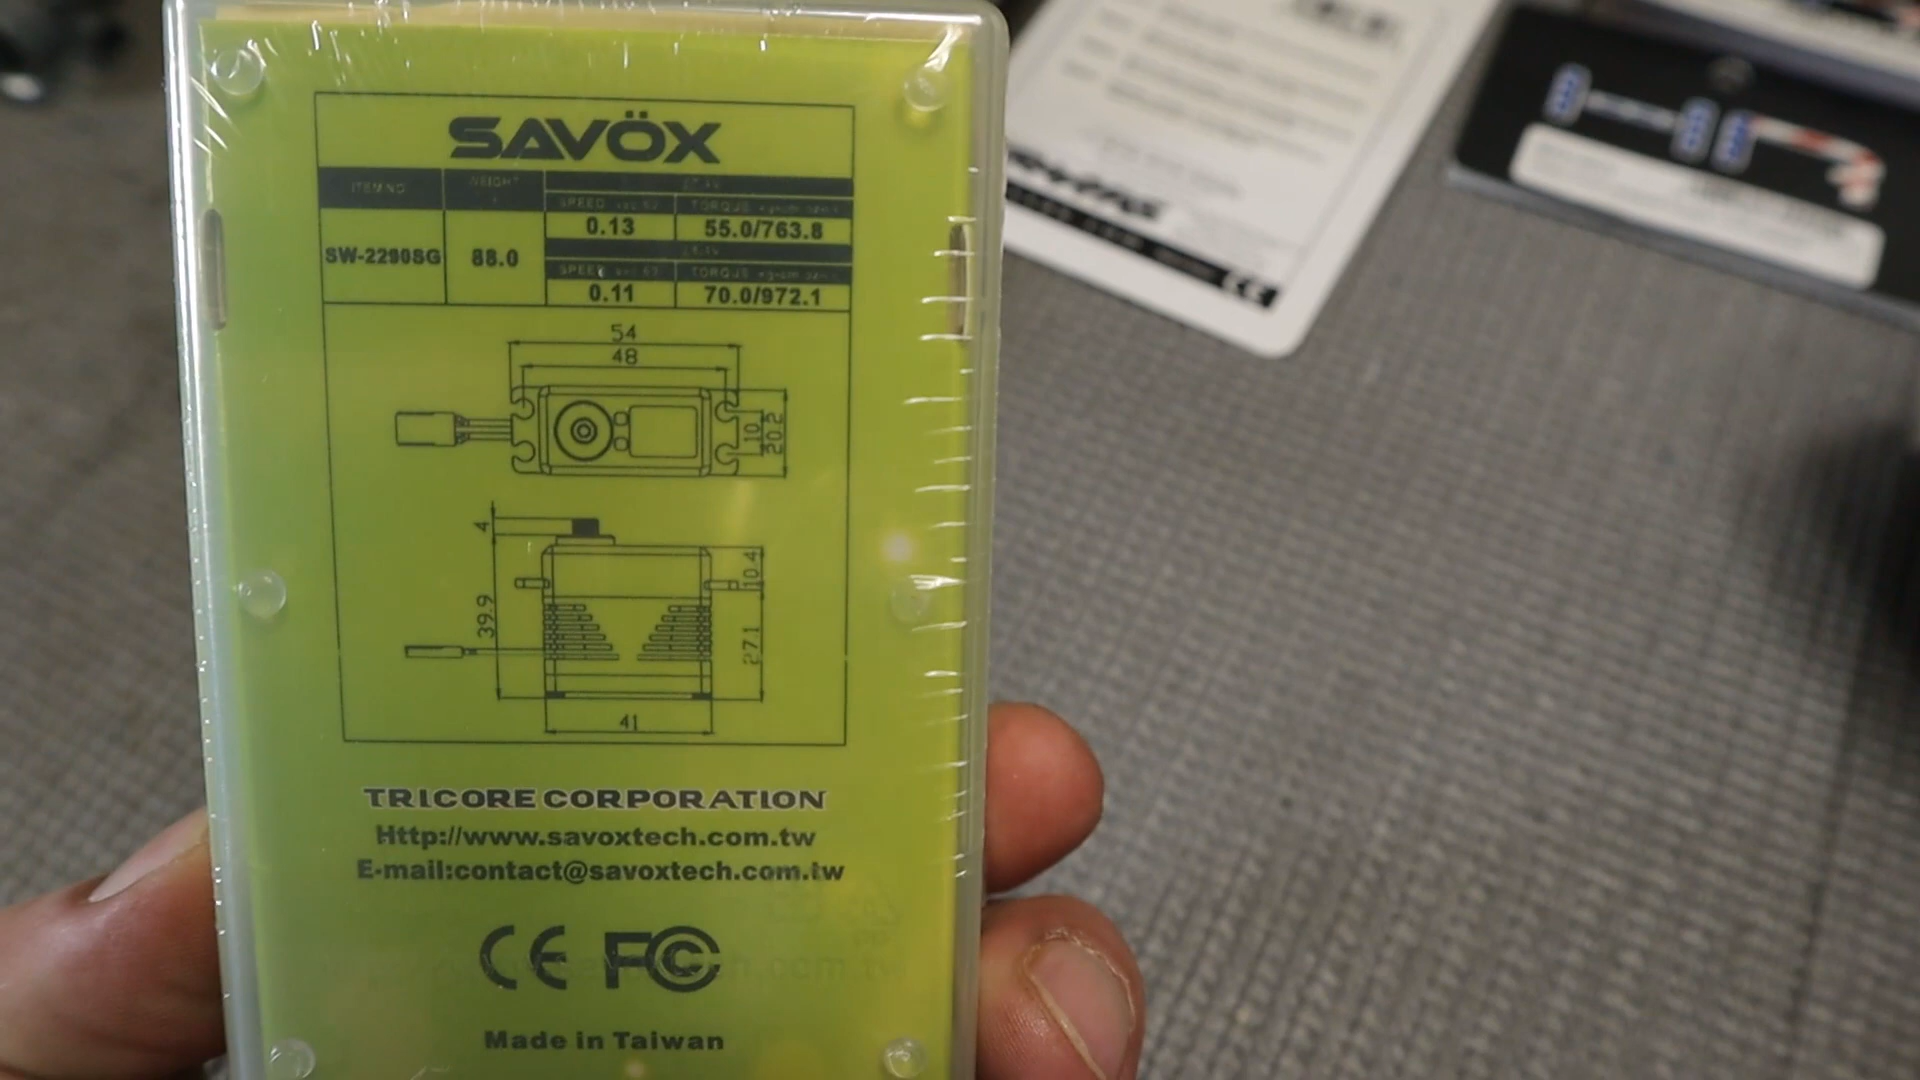 SAVÖX
ITEM NO WEIGHT
SPEED TORQUE
0.13 55.0/763.8
SW-2290SG 88.0
SPEED TORQUE
0.11 70.0/972.1
54
48
10
20.2
4
10.4
39.9
27.1
41
TRICORE CORPORATION
Http://www.savoxtech.com.tw
E-mail:contact@savoxtech.com.tw
CE FC
Made in Taiwan
CE